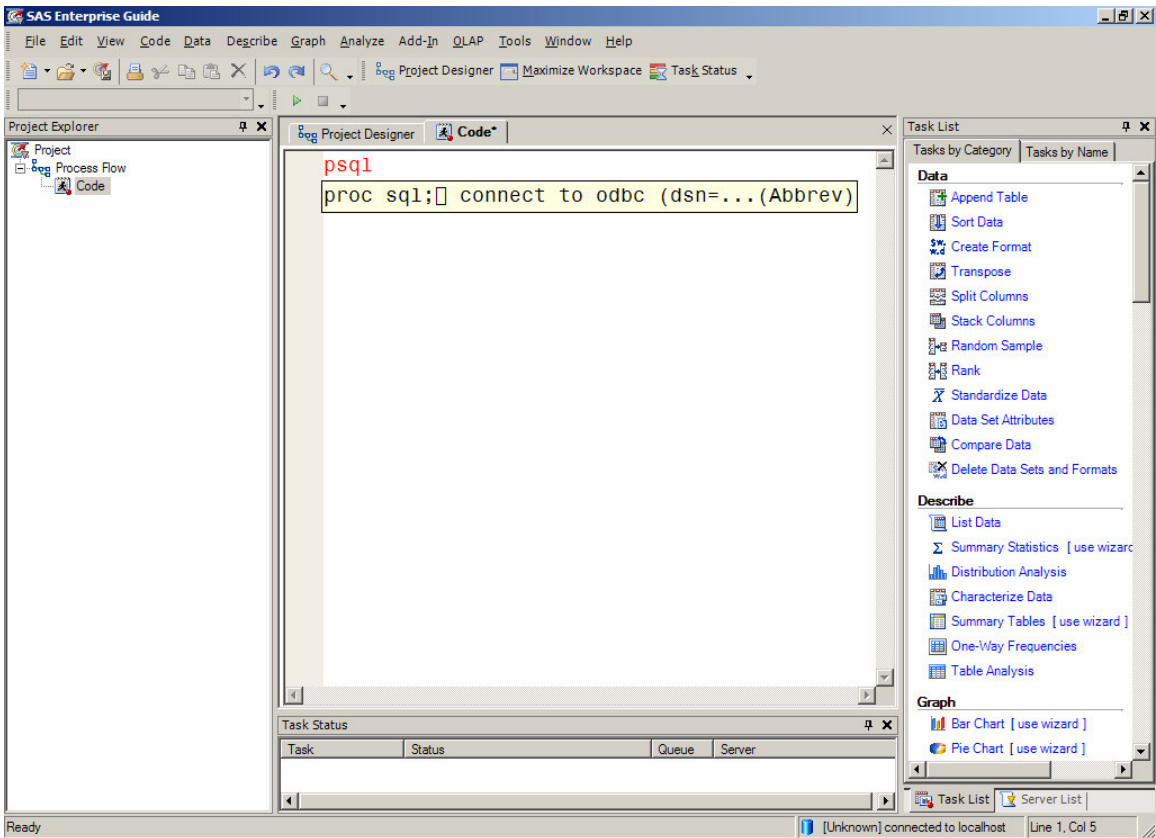 SAS Enterprise Guide
File Edit View Code Data Describe Graph Analyze Add-In OLAP Tools Window Help
Project Designer Maximize Workspace Task Status
Project Explorer
Project
Process Flow
Code
Project Designer Code*
psql
proc sql;▯ connect to odbc (dsn=...(Abbrev)
Task Status
Task Status Queue Server
Task List
Tasks by Category Tasks by Name
Data
Append Table
Sort Data
Create Format
Transpose
Split Columns
Stack Columns
Random Sample
Rank
Standardize Data
Data Set Attributes
Compare Data
Delete Data Sets and Formats
Describe
List Data
Summary Statistics [ use wizard
Distribution Analysis
Characterize Data
Summary Tables [ use wizard ]
One-Way Frequencies
Table Analysis
Graph
Bar Chart [ use wizard ]
Pie Chart [ use wizard ]
Task List Server List
Ready
[Unknown] connected to localhost Line 1, Col 5